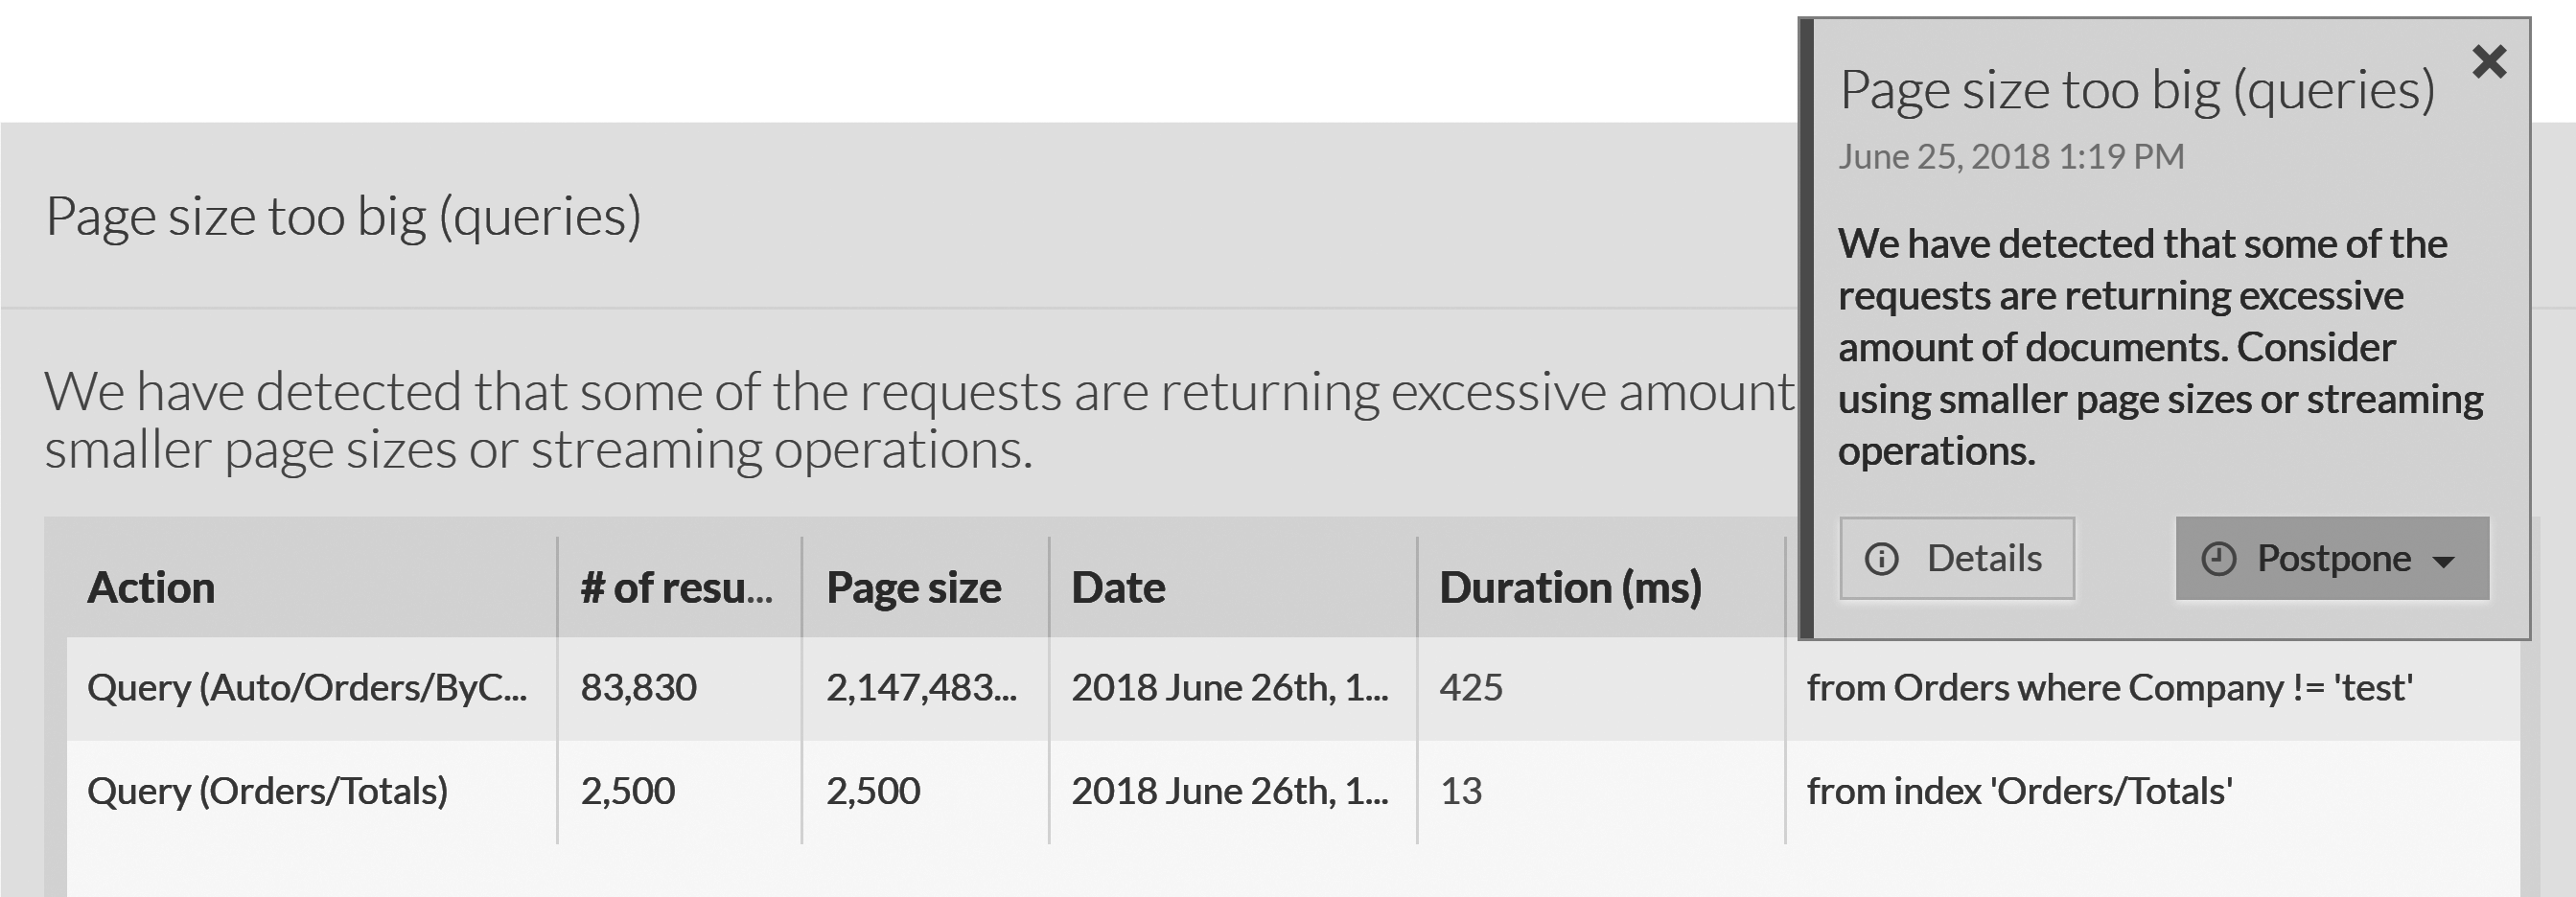 Page size too big (queries)
We have detected that some of the requests are returning excessive amount
smaller page sizes or streaming operations.
Action # of resu... Page size Date Duration (ms)
Query (Auto/Orders/ByC... 83,830 2,147,483... 2018 June 26th, 1... 425 from Orders where Company != 'test'
Query (Orders/Totals) 2,500 2,500 2018 June 26th, 1... 13 from index 'Orders/Totals'
Page size too big (queries)
June 25, 2018 1:19 PM
We have detected that some of the
requests are returning excessive
amount of documents. Consider
using smaller page sizes or streaming
operations.
Details
Postpone